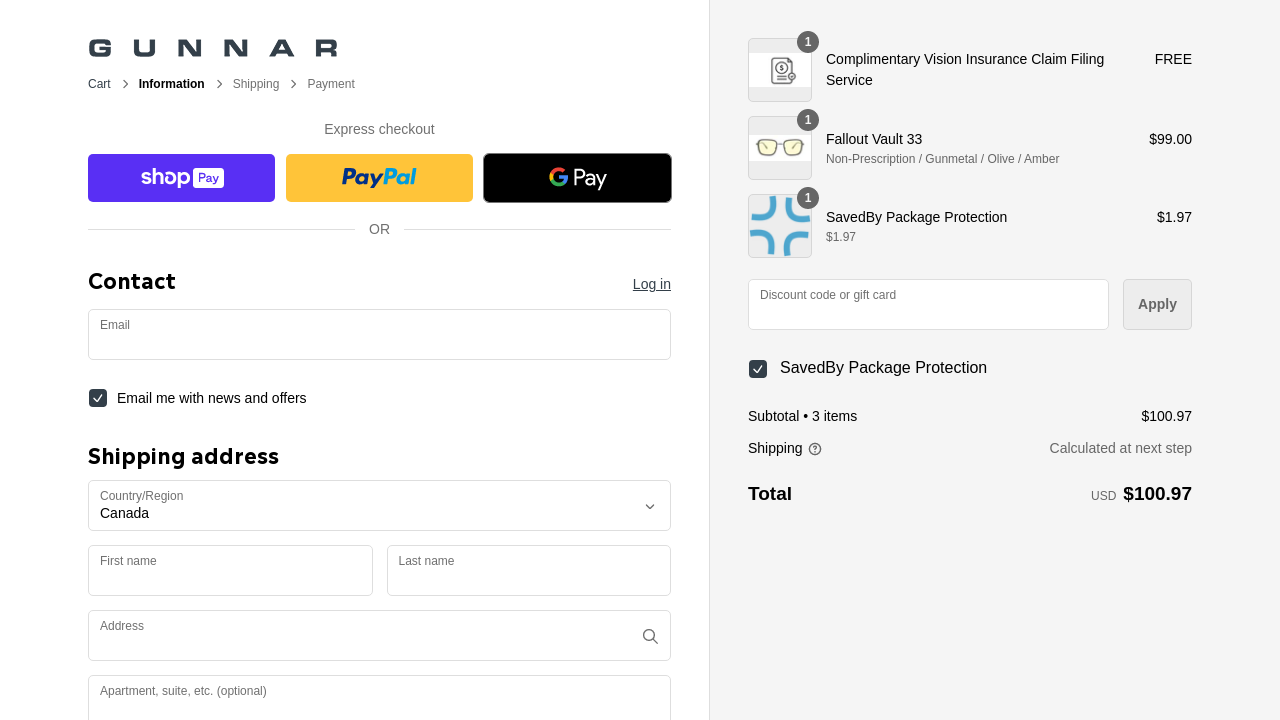 GUNNAR
Cart > Information > Shipping > Payment
Express checkout
shop Pay
PayPal
G Pay
OR
Contact
Log in
Email
Email me with news and offers
Shipping address
Country/Region
Canada
First name
Last name
Address
Apartment, suite, etc. (optional)
1
Complimentary Vision Insurance Claim Filing
Service
FREE
1
Fallout Vault 33
$99.00
Non-Prescription / Gunmetal / Olive / Amber
1
SavedBy Package Protection
$1.97
$1.97
Discount code or gift card
Apply
SavedBy Package Protection
Subtotal • 3 items
$100.97
Shipping
Calculated at next step
Total
USD $100.97